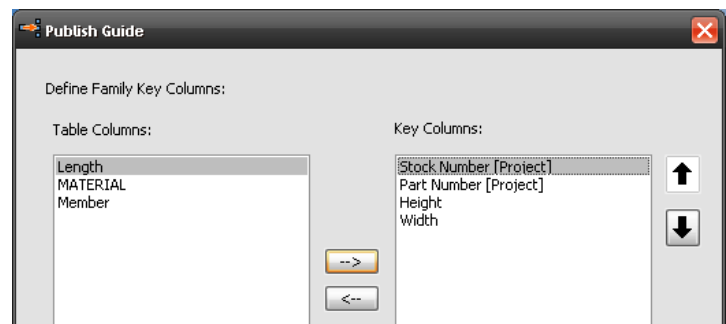 Publish Guide
Define Family Key Columns:
Table Columns:
Length
MATERIAL
Member
-->
<--
Key Columns:
Stock Number [Project]
Part Number [Project]
Height
Width